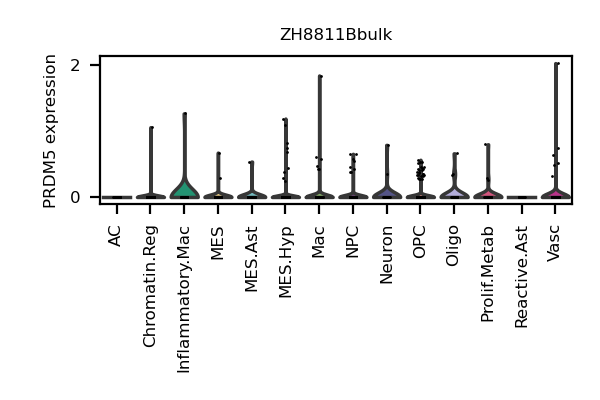 ZH8811Bbulk
PRDM5 expression
2
0
AC
Chromatin.Reg
Inflammatory.Mac
MES
MES.Ast
MES.Hyp
Mac
NPC
Neuron
OPC
Oligo
Prolif.Metab
Reactive.Ast
Vasc